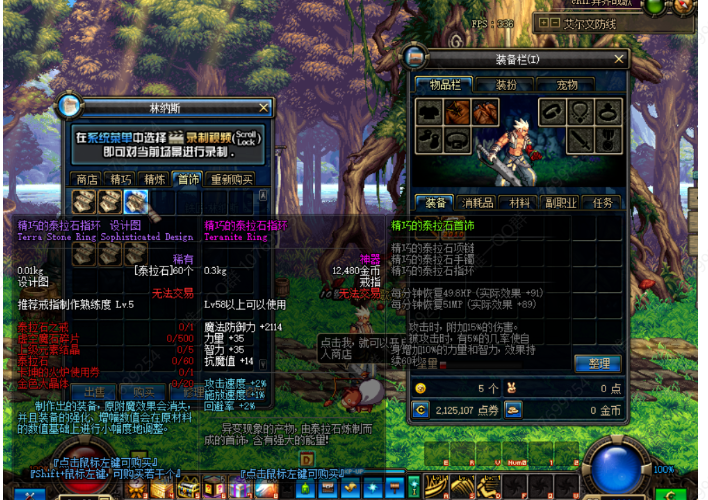 FPS : 336
艾尔文防线
装备栏(I)
物品栏 装扮 宠物
林纳斯
在系统菜单中选择 录制视频(Scroll Lock)
即可对当前场景进行录制.
商店 精巧 精炼 首饰 重新购买
装备 消耗品 材料 副职业 任务
精巧的泰拉石指环 设计图
Terra Stone Ring Sophisticated Design
稀有
0.01kg [泰拉石]60个
设计图
无法交易
推荐戒指制作熟练度 Lv.5
泰拉石之戒 0/1
0/500
0/5
泰拉石 0/60
0/1
金色大晶体 0/20
制作出的装备，原附魔效果会消失，
并且装备的强化，增幅数值会在原材料
的数值基础上进行小幅度地调整。
『点击鼠标左键可购买』
『Shift+鼠标左键，可购买若干个』
精巧的泰拉石指环
Teranite Ring
神器
0.3kg 12,480金币
戒指
无法交易
Lv58以上可以使用
魔法防御力 +2114
力量 +35
智力 +35
抗魔值 +14
攻击速度 +2%
施放速度 +1%
回避率 +2%
异变现象的产物，由泰拉石炼制而
成的首饰，含有强大的能量!
『点击鼠标左键可购买』
精巧的泰拉石首饰
精巧的泰拉石项链
精巧的泰拉石手镯
精巧的泰拉石指环
每分钟恢复49.8HP (实际效果 +91)
每分钟恢复51MP (实际效果 +89)
攻击时，附加15%的伤害。
被攻击时，有5%的几率使自
身增加10%的力量和智力，效果持
点击我，就可以
入商店
出售 购买
整理
5 个 0 点
2,125,107 点券 0 金币
100%